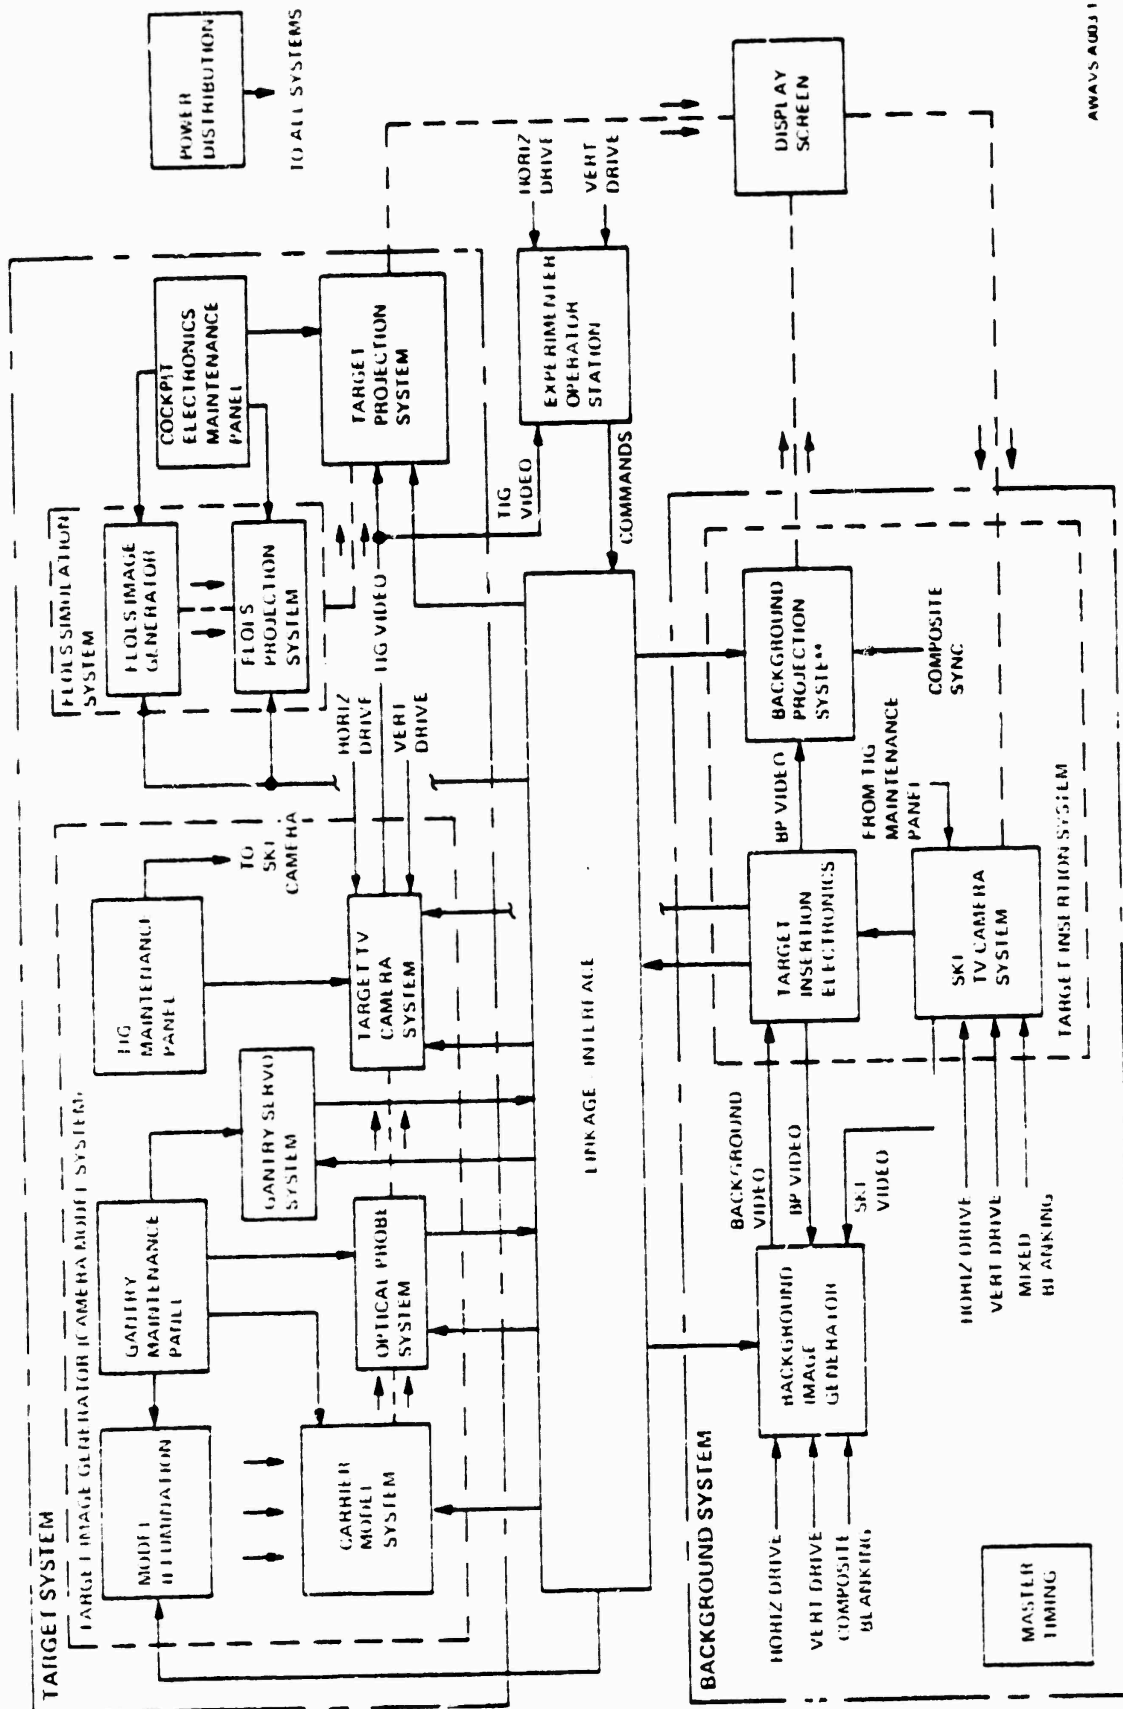 TARGET SYSTEM
TARGET IMAGE GENERATOR (CAMERA MODEL SYSTEM)
MODEL
ILLUMINATION
GANTRY
MAINTENANCE
PANEL
TIG
MAINTENANCE
PANEL
TO
SKI
CAMERA
CARRIER
MODEL
SYSTEM
OPTICAL PROBE
SYSTEM
GANTRY SERVO
SYSTEM
TARGET TV
CAMERA
SYSTEM
HORIZ
DRIVE
VERT
DRIVE
TIG VIDEO
FLOLS SIMULATION
SYSTEM
FLOLS IMAGE
GENERATOR
FLOLS
PROJECTION
SYSTEM
COCKPIT
ELECTRONICS
MAINTENANCE
PANEL
TARGET
PROJECTION
SYSTEM
POWER
DISTRIBUTION
TO ALL SYSTEMS
TIG
VIDEO
EXPERIMENTER
OPERATOR
STATION
HORIZ
DRIVE
VERT
DRIVE
COMMANDS
LINKAGE / INTERFACE
DISPLAY
SCREEN
BACKGROUND SYSTEM
HORIZ DRIVE
VERT DRIVE
COMPOSITE
BLANKING
BACKGROUND
IMAGE
GENERATOR
BACKGROUND
VIDEO
BP VIDEO
SKI
VIDEO
HORIZ DRIVE
VERT DRIVE
MIXED
BLANKING
TARGET
INSERTION
ELECTRONICS
SKI
TV CAMERA
SYSTEM
BP VIDEO
FROM TIG
MAINTENANCE
PANEL
BACKGROUND
PROJECTION
COMPOSITE
SYNC
TARGET INSERTION SYSTEM
MASTER
TIMING